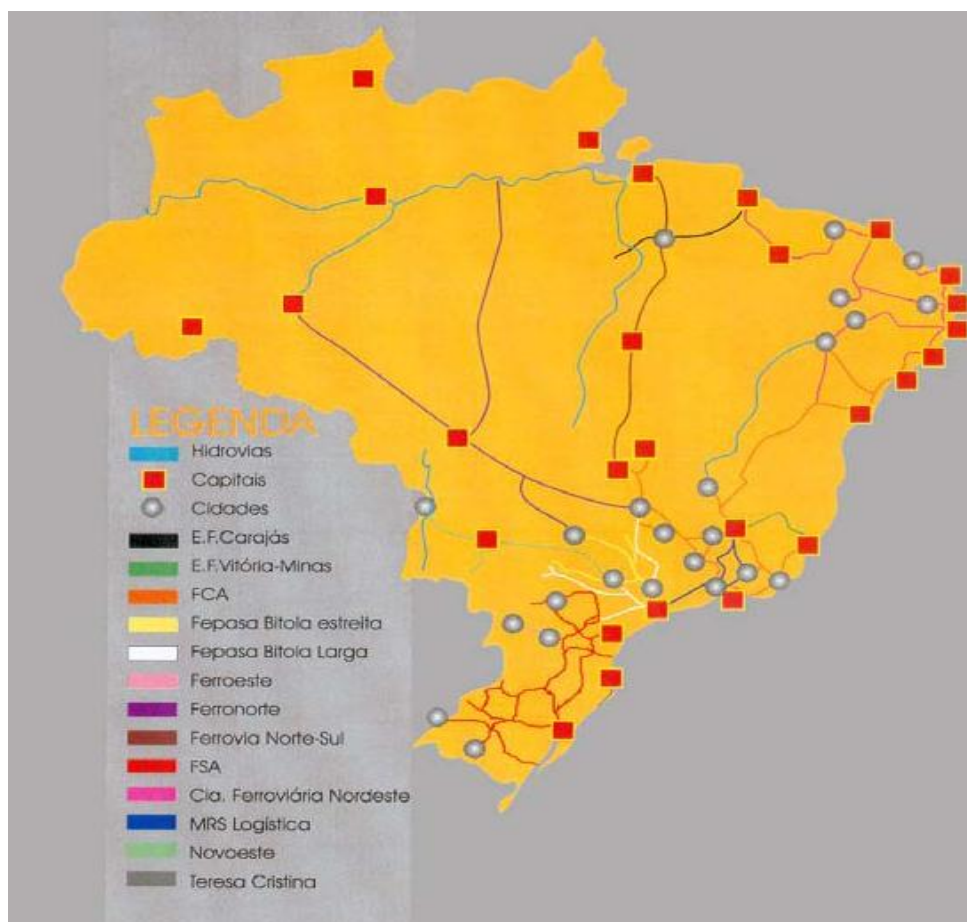 LEGENDA
Hidrovias
Capitais
Cidades
E.F.Carajás
E.F.Vitória-Minas
FCA
Fepasa Bitola estreita
Fepasa Bitola Larga
Ferroeste
Ferronorte
Ferrovia Norte-Sul
FSA
Cia. Ferroviária Nordeste
MRS Logística
Novoeste
Teresa Cristina